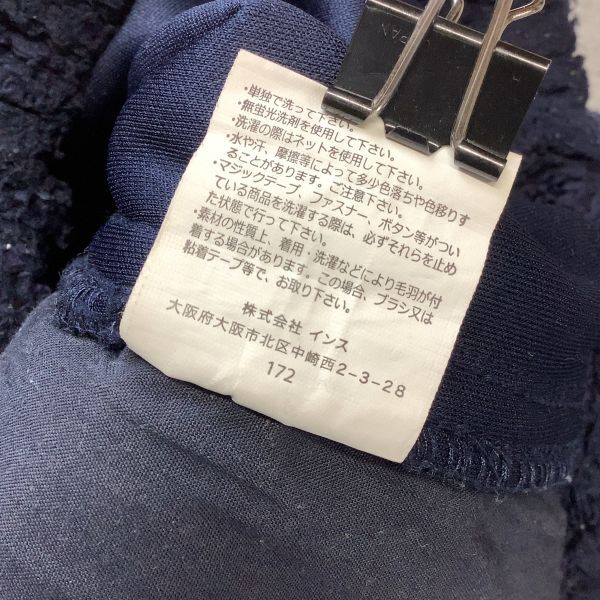 ・単独で洗って下さい。
・無蛍光洗剤を使用して下さい。
・洗濯の際はネットを使用して下さい。
・水や汗、摩擦等によって多少色落ちや色移りす
ることがあります。ご注意下さい。
・マジックテープ、ファスナー、ボタン等がつい
ている商品を洗濯する際は、必ずそれらを止め
た状態で行って下さい。
・素材の性質上、着用・洗濯などにより毛羽が付
着する場合があります。この場合、ブラシ又は
粘着テープ等で、お取り下さい。
株式会社 インス
大阪府大阪市北区中崎西2-3-28
172